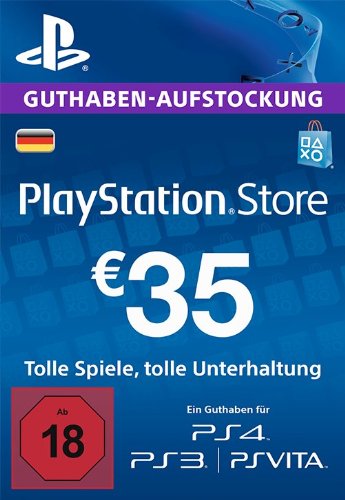 GUTHABEN-AUFSTOCKUNG
PlayStation®Store
€35
Tolle Spiele, tolle Unterhaltung
Ab
18
Ein Guthaben für
PS4
PS3 | PSVITA